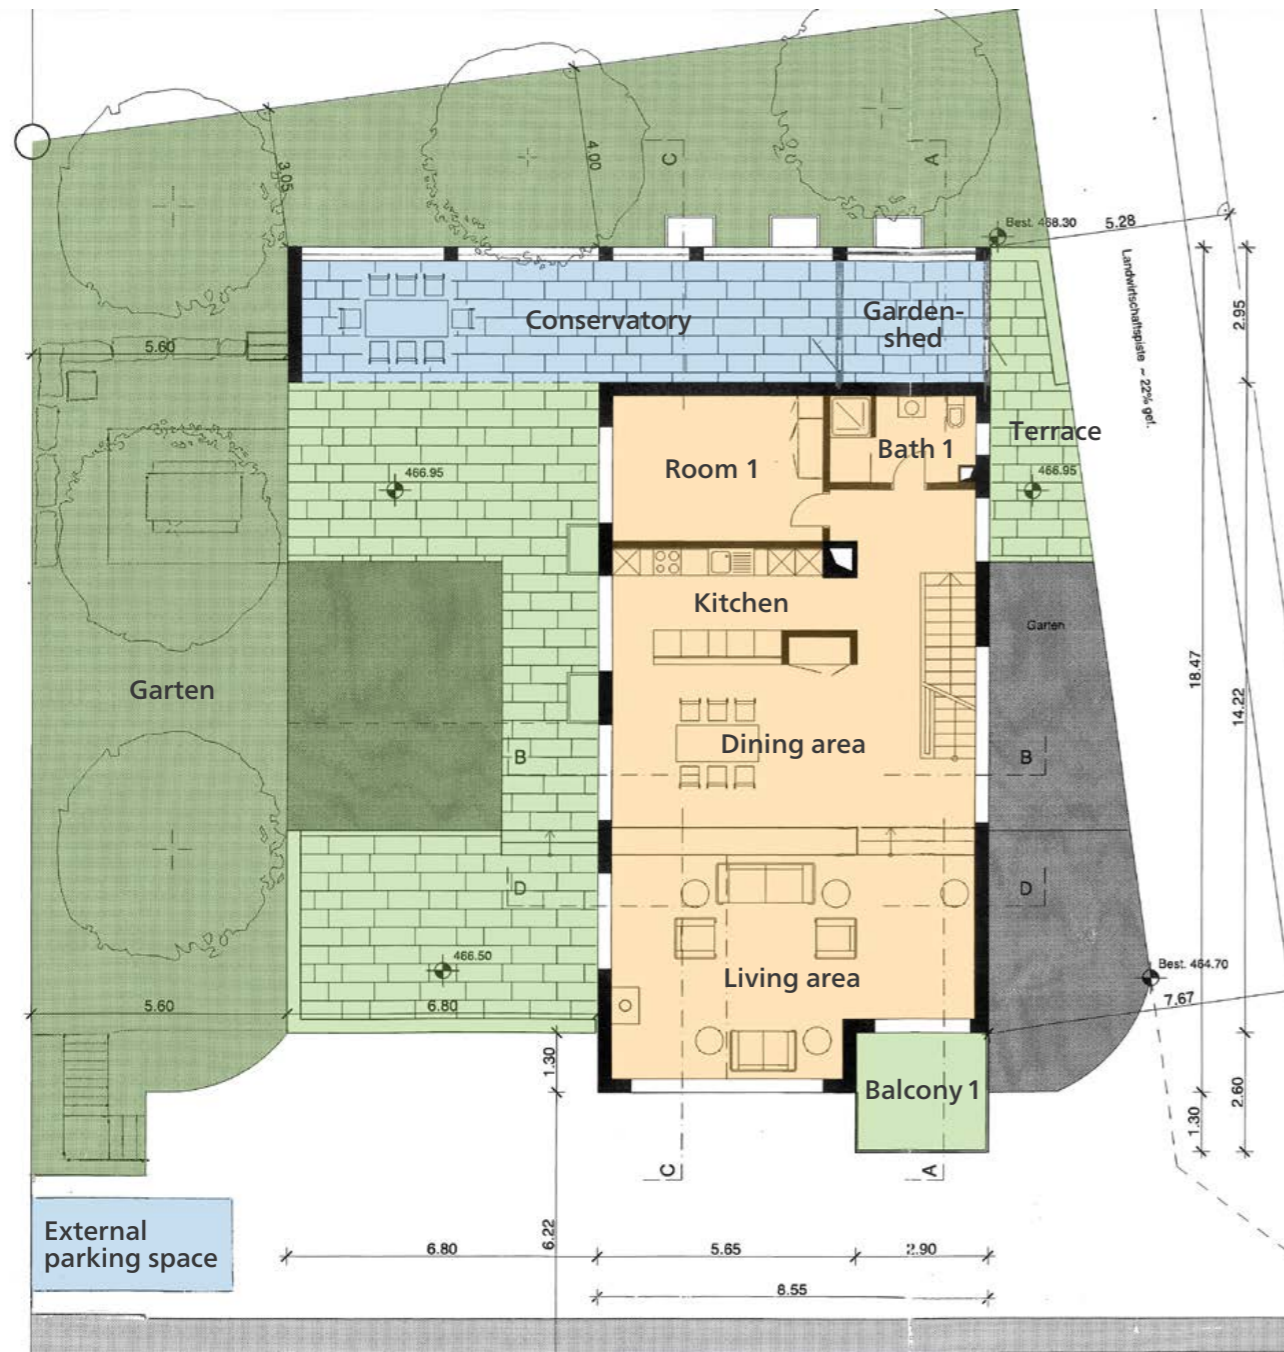 3.05
4.00
C
A
Best. 468.30
5.28
Landwirtschaftspiste ~ 22% gef.
5.60
Conservatory
Garden-
shed
2.95
Terrace
466.95
Room 1
Bath 1
466.95
Kitchen
Garten
Garten
18.47
14.22
Dining area
B
B
D
D
466.50
Living area
Best. 464.70
7.67
5.60
6.80
1.30
Balcony 1
2.60
1.30
C
A
External
parking space
6.22
6.80
5.65
2.90
8.55